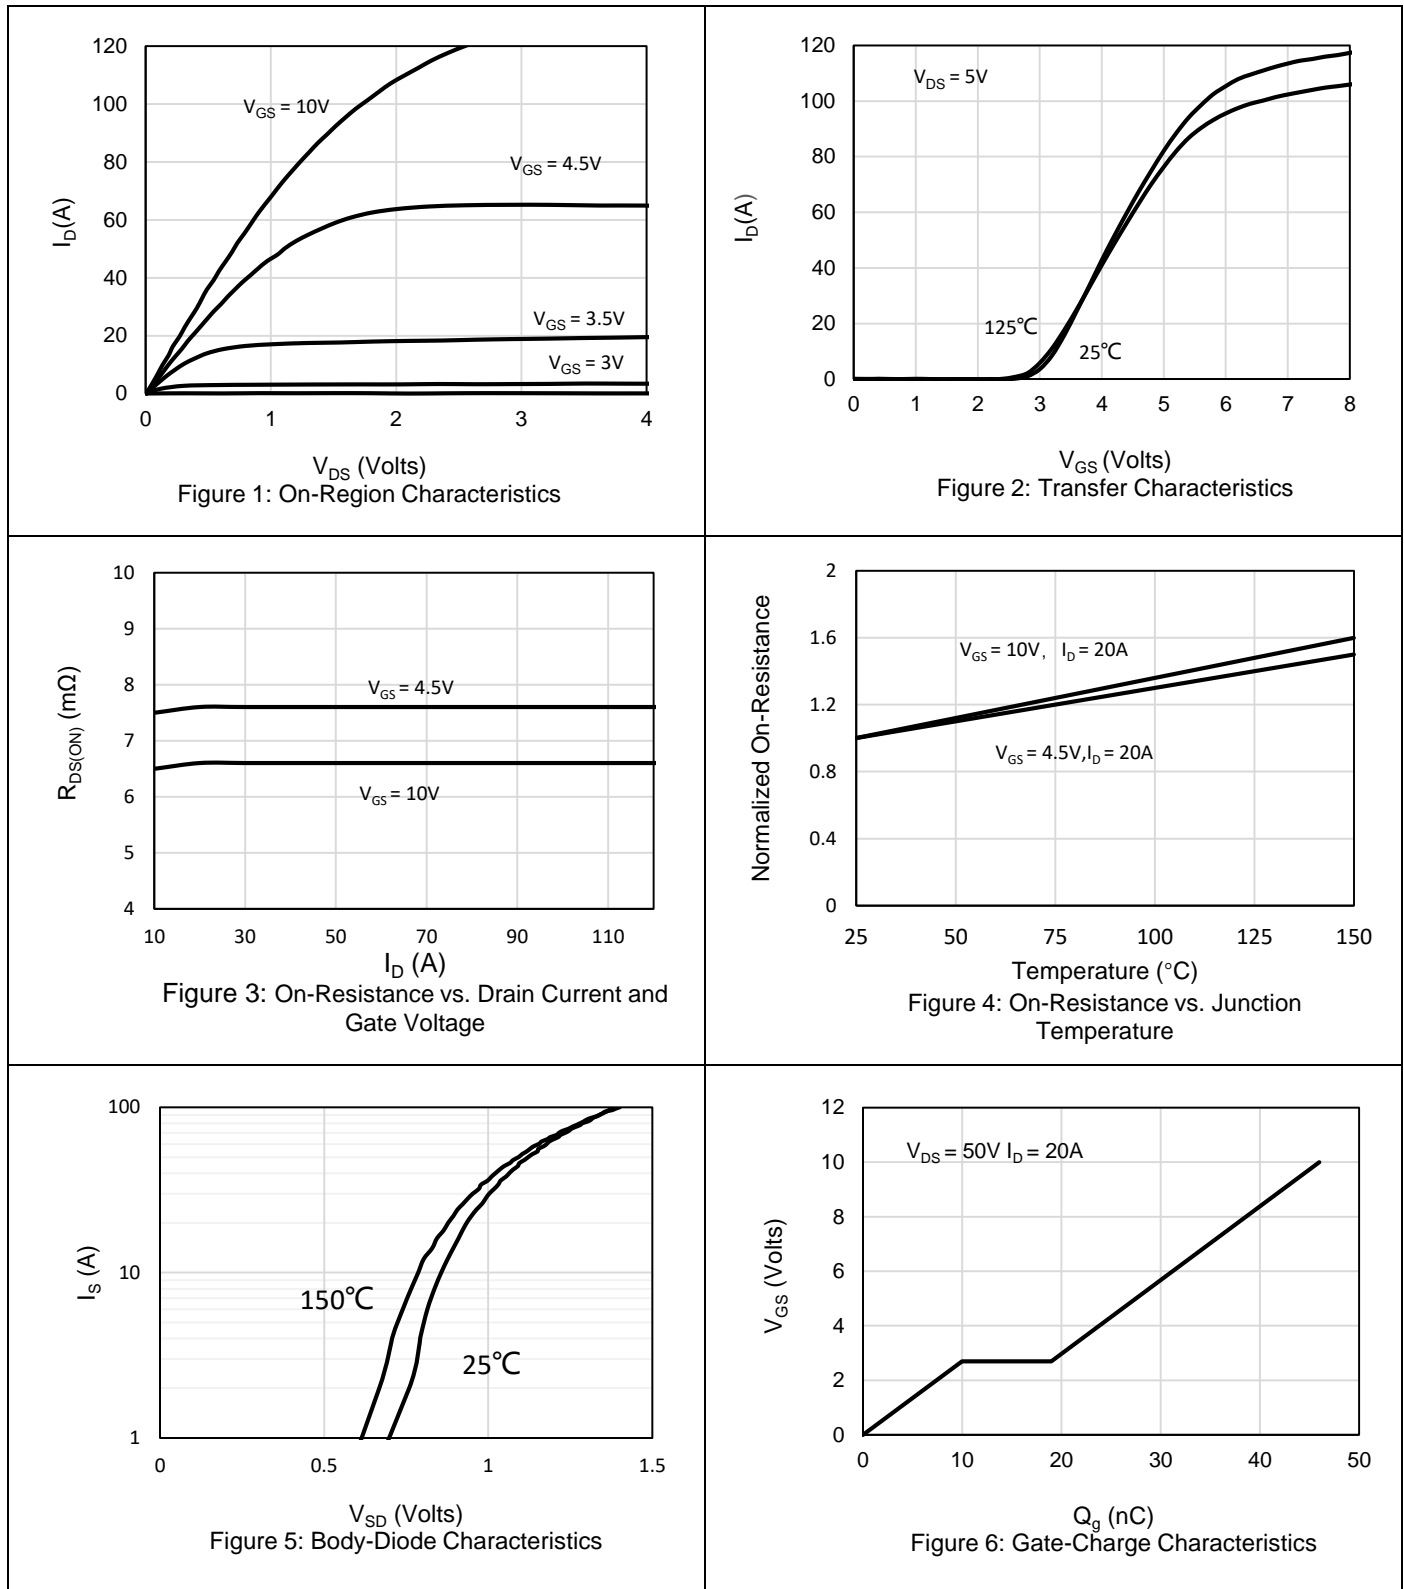 120
100
80
60
40
20
0
0 1 2 3 4
I_D(A)
V_GS = 10V
V_GS = 4.5V
V_GS = 3.5V
V_GS = 3V
V_DS (Volts)
Figure 1: On-Region Characteristics
120
100
80
60
40
20
0
0 1 2 3 4 5 6 7 8
I_D(A)
V_DS = 5V
125℃
25℃
V_GS (Volts)
Figure 2: Transfer Characteristics
10
9
8
7
6
5
4
10 30 50 70 90 110
R_DS(ON) (mΩ)
V_GS = 4.5V
V_GS = 10V
I_D (A)
Figure 3: On-Resistance vs. Drain Current and
Gate Voltage
2
1.6
1.2
0.8
0.4
0
25 50 75 100 125 150
Normalized On-Resistance
V_GS = 10V, I_D = 20A
V_GS = 4.5V,I_D = 20A
Temperature (°C)
Figure 4: On-Resistance vs. Junction
Temperature
100
10
1
0 0.5 1 1.5
I_S (A)
150℃
25℃
V_SD (Volts)
Figure 5: Body-Diode Characteristics
12
10
8
6
4
2
0
0 10 20 30 40 50
V_GS (Volts)
V_DS = 50V I_D = 20A
Q_g (nC)
Figure 6: Gate-Charge Characteristics